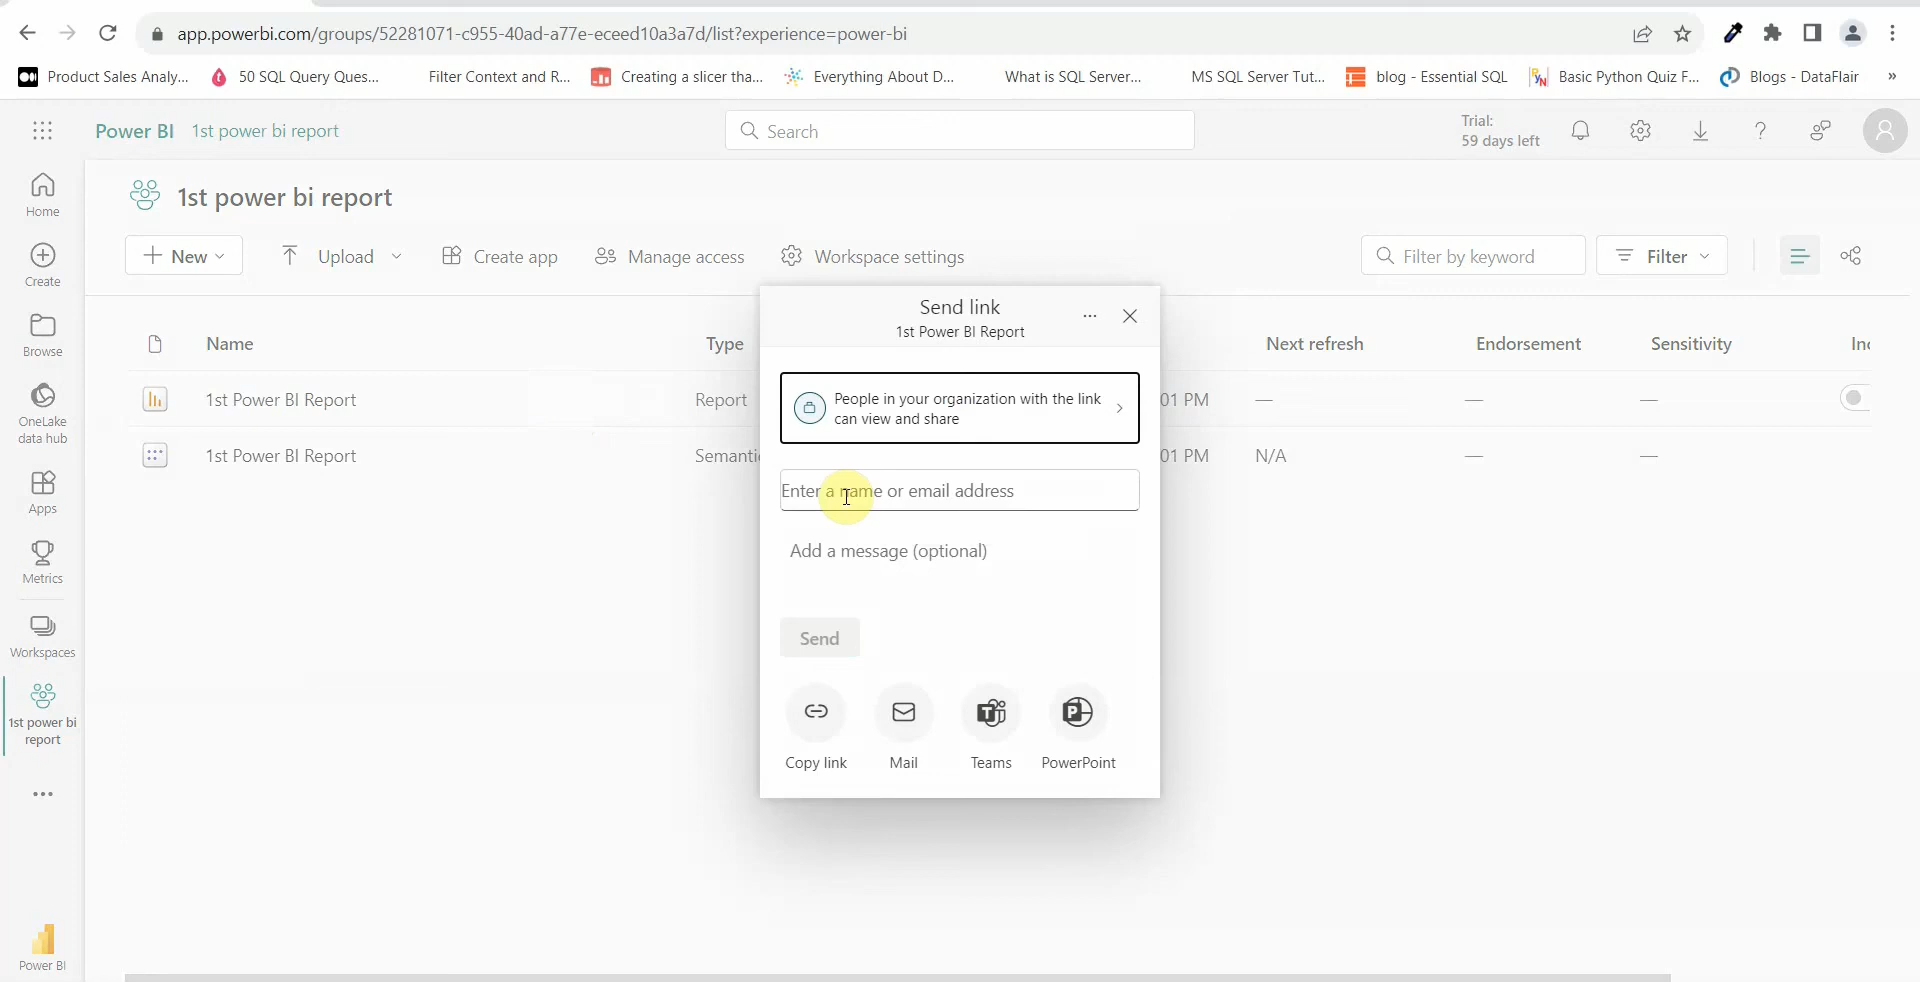 app.powerbi.com/groups/52281071-c955-40ad-a77e-eceed10a3a7d/list?experience=power-bi
Product Sales Analy... 50 SQL Query Ques... Filter Context and R... Creating a slicer tha... Everything About D... What is SQL Server... MS SQL Server Tut... blog - Essential SQL Basic Python Quiz F... Blogs - DataFlair »
Power BI 1st power bi report Search Trial:
59 days left
Home
Create
Browse
OneLake
data hub
Apps
Metrics
Workspaces
1st power bi
report
Power BI
1st power bi report
New Upload Create app Manage access Workspace settings Filter by keyword Filter
Name Type Next refresh Endorsement Sensitivity Inc
1st Power BI Report Report 01 PM — — —
1st Power BI Report Semanti 01 PM N/A — —
Send link
1st Power BI Report
People in your organization with the link
can view and share
Enter a name or email address
Add a message (optional)
Send
Copy link Mail Teams PowerPoint